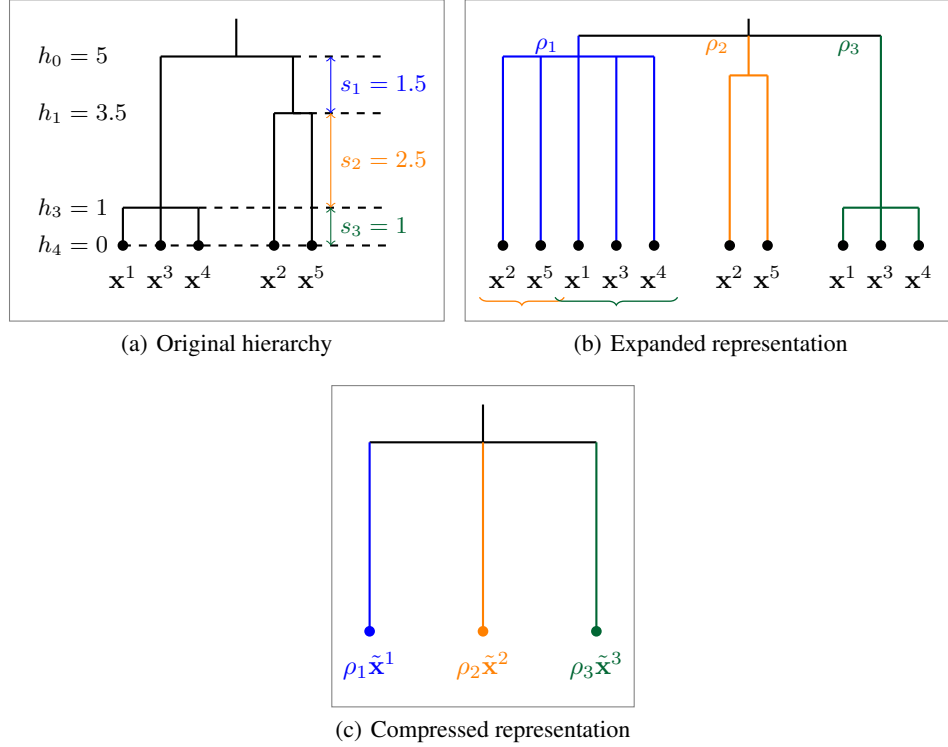 h₀ = 5
s₁ = 1.5
h₁ = 3.5
s₂ = 2.5
h₃ = 1
s₃ = 1
h₄ = 0
x¹ x³ x⁴ x² x⁵
(a) Original hierarchy
ρ₁ ρ₂ ρ₃
x² x⁵ x¹ x³ x⁴ x² x⁵ x¹ x³ x⁴
(b) Expanded representation
ρ₁x̃¹ ρ₂x̃² ρ₃x̃³
(c) Compressed representation